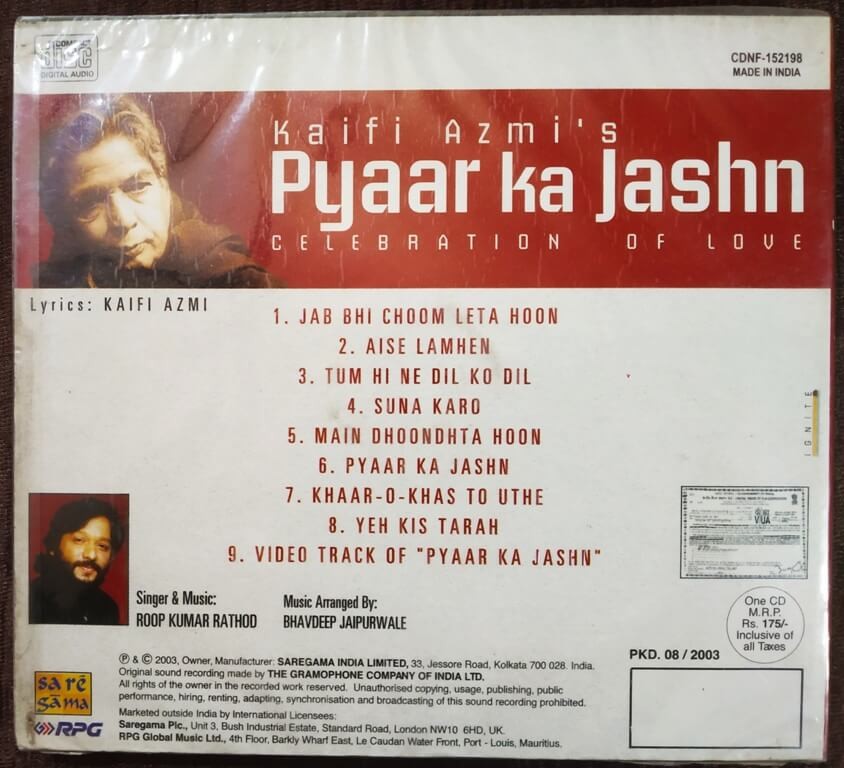 COMPACT
disc
DIGITAL AUDIO
CDNF-152198
MADE IN INDIA
Kaifi Azmi's
Pyaar ka Jashn
CELEBRATION OF LOVE
Lyrics: KAIFI AZMI
1. JAB BHI CHOOM LETA HOON
2. AISE LAMHEN
3. TUM HI NE DIL KO DIL
4. SUNA KARO
5. MAIN DHOONDHTA HOON
6. PYAAR KA JASHN
7. KHAAR-O-KHAS TO UTHE
8. YEH KIS TARAH
9. VIDEO TRACK OF "PYAAR KA JASHN"
IGNITE
V/UA
Singer & Music:
ROOP KUMAR RATHOD
Music Arranged By:
BHAVDEEP JAIPURWALE
One CD
M.R.P.
Rs. 175/-
Inclusive of
all Taxes
PKD. 08 / 2003
sa rē
gāma
RPG
℗ & © 2003, Owner, Manufacturer: SAREGAMA INDIA LIMITED, 33, Jessore Road, Kolkata 700 028. India.
Original sound recording made by THE GRAMOPHONE COMPANY OF INDIA LTD.
All rights of the owner in the recorded work reserved. Unauthorised copying, usage, publishing, public
performance, hiring, renting, adapting, synchronisation and broadcasting of this sound recording prohibited.
Marketed outside India by International Licensees:
Saregama Plc., Unit 3, Bush Industrial Estate, Standard Road, London NW10 6HD, UK.
RPG Global Music Ltd., 4th Floor, Barkly Wharf East, Le Caudan Water Front, Port - Louis, Mauritius.